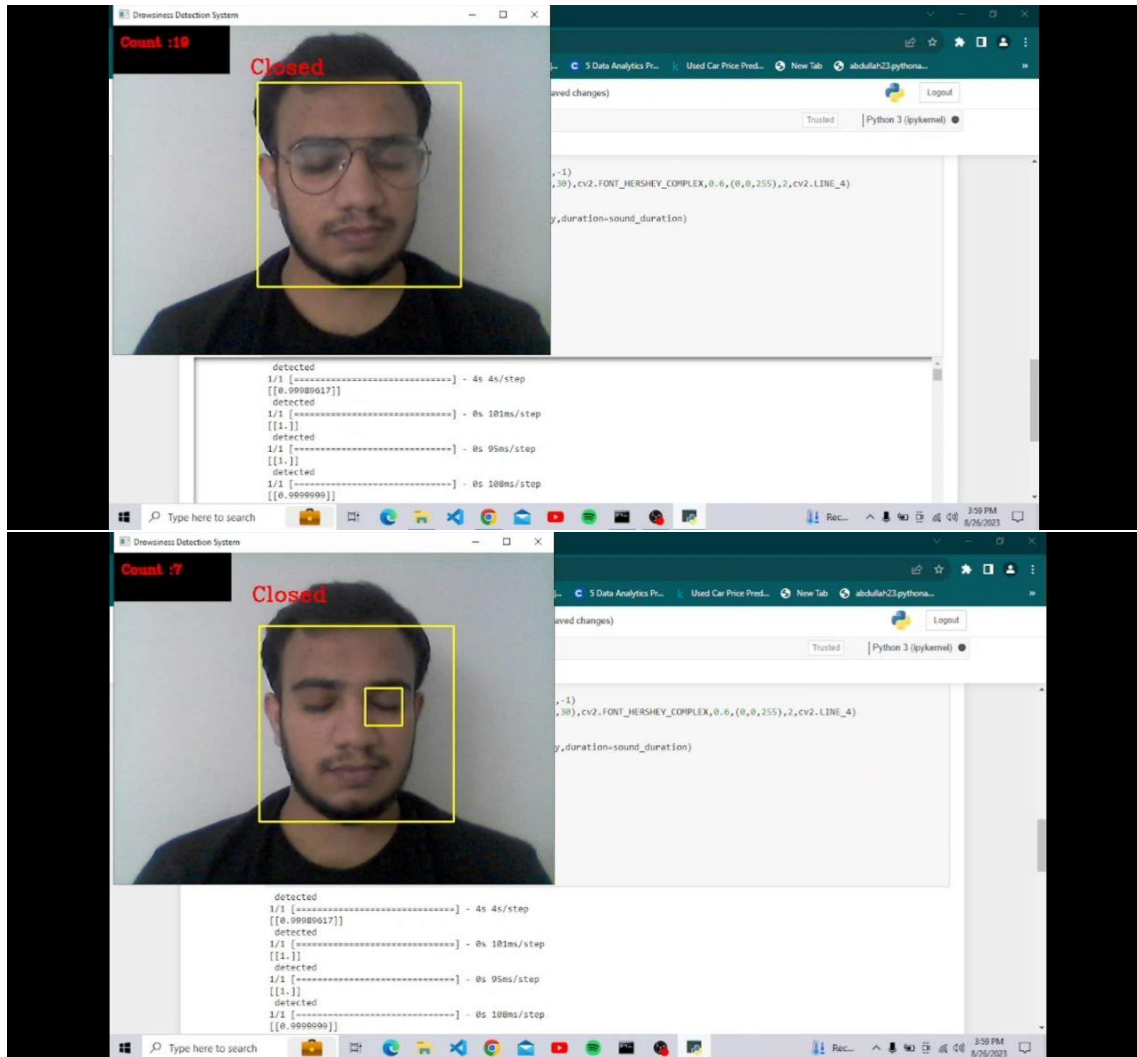 Drowsiness Detection System
Count :19
Closed
5 Data Analytics Pr...
Used Car Price Pred...
New Tab
abdullah23.pythona...
aved changes)
Logout
Trusted
Python 3 (ipykernel)
,-1)
,30),cv2.FONT_HERSHEY_COMPLEX,0.6,(0,0,255),2,cv2.LINE_4)
y,duration=sound_duration)
detected
1/1 [==============================] - 4s 4s/step
[[0.99989617]]
detected
1/1 [==============================] - 0s 101ms/step
[[1.]]
detected
1/1 [==============================] - 0s 95ms/step
[[1.]]
detected
1/1 [==============================] - 0s 108ms/step
[[0.9999999]]
Type here to search
Rec...
3:59 PM
8/26/2023
Drowsiness Detection System
Count :7
Closed
5 Data Analytics Pr...
Used Car Price Pred...
New Tab
abdullah23.pythona...
aved changes)
Logout
Trusted
Python 3 (ipykernel)
,-1)
,30),cv2.FONT_HERSHEY_COMPLEX,0.6,(0,0,255),2,cv2.LINE_4)
y,duration=sound_duration)
detected
1/1 [==============================] - 4s 4s/step
[[0.99989617]]
detected
1/1 [==============================] - 0s 101ms/step
[[1.]]
detected
1/1 [==============================] - 0s 95ms/step
[[1.]]
detected
1/1 [==============================] - 0s 108ms/step
[[0.9999999]]
Type here to search
Rec...
3:59 PM
8/26/2023